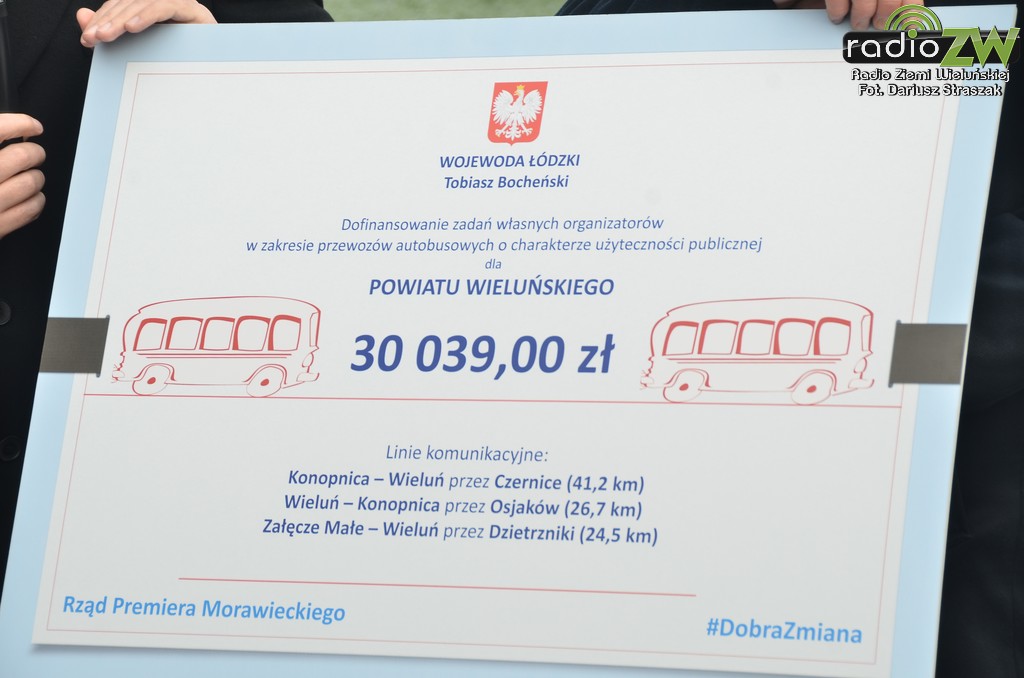 radioZW
Radio Ziemi Wieluńskiej
Fot. Dariusz Straszak
WOJEWODA ŁÓDZKI
Tobiasz Bocheński
Dofinansowanie zadań własnych organizatorów
w zakresie przewozów autobusowych o charakterze użyteczności publicznej
dla
POWIATU WIELUŃSKIEGO
30 039,00 zł
Linie komunikacyjne:
Konopnica – Wieluń przez Czernice (41,2 km)
Wieluń – Konopnica przez Osjaków (26,7 km)
Załęcze Małe – Wieluń przez Dzietrzniki (24,5 km)
Rząd Premiera Morawieckiego
#DobraZmiana